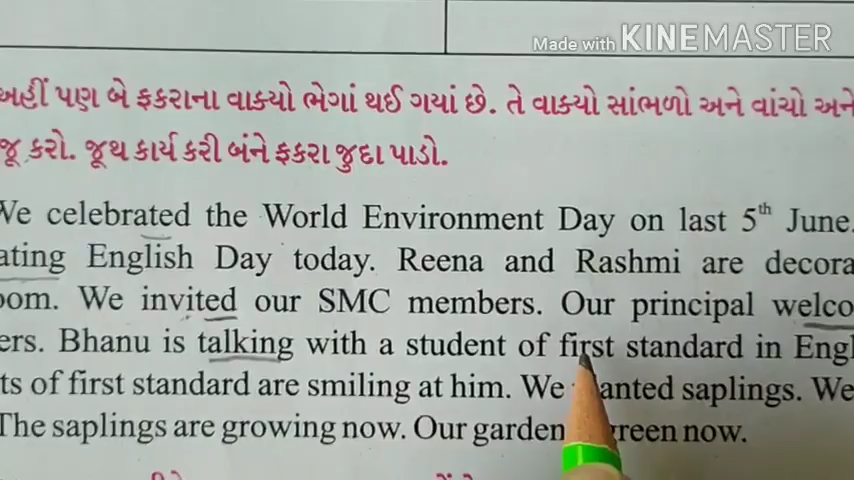 Made with KINEMASTER
અહીં પણ બે ફકરાના વાક્યો ભેગાં થઈ ગયાં છે. તે વાક્યો સાંભળો અને વાંચો અને
જૂ કરો. જૂથ કાર્ય કરી બંને ફકરા જુદા પાડો.
We celebrated the World Environment Day on last 5th June.
ating English Day today. Reena and Rashmi are decora
oom. We invited our SMC members. Our principal welco
ers. Bhanu is talking with a student of first standard in Engl
ts of first standard are smiling at him. We saplings. We
The saplings are growing now. Our garden now.